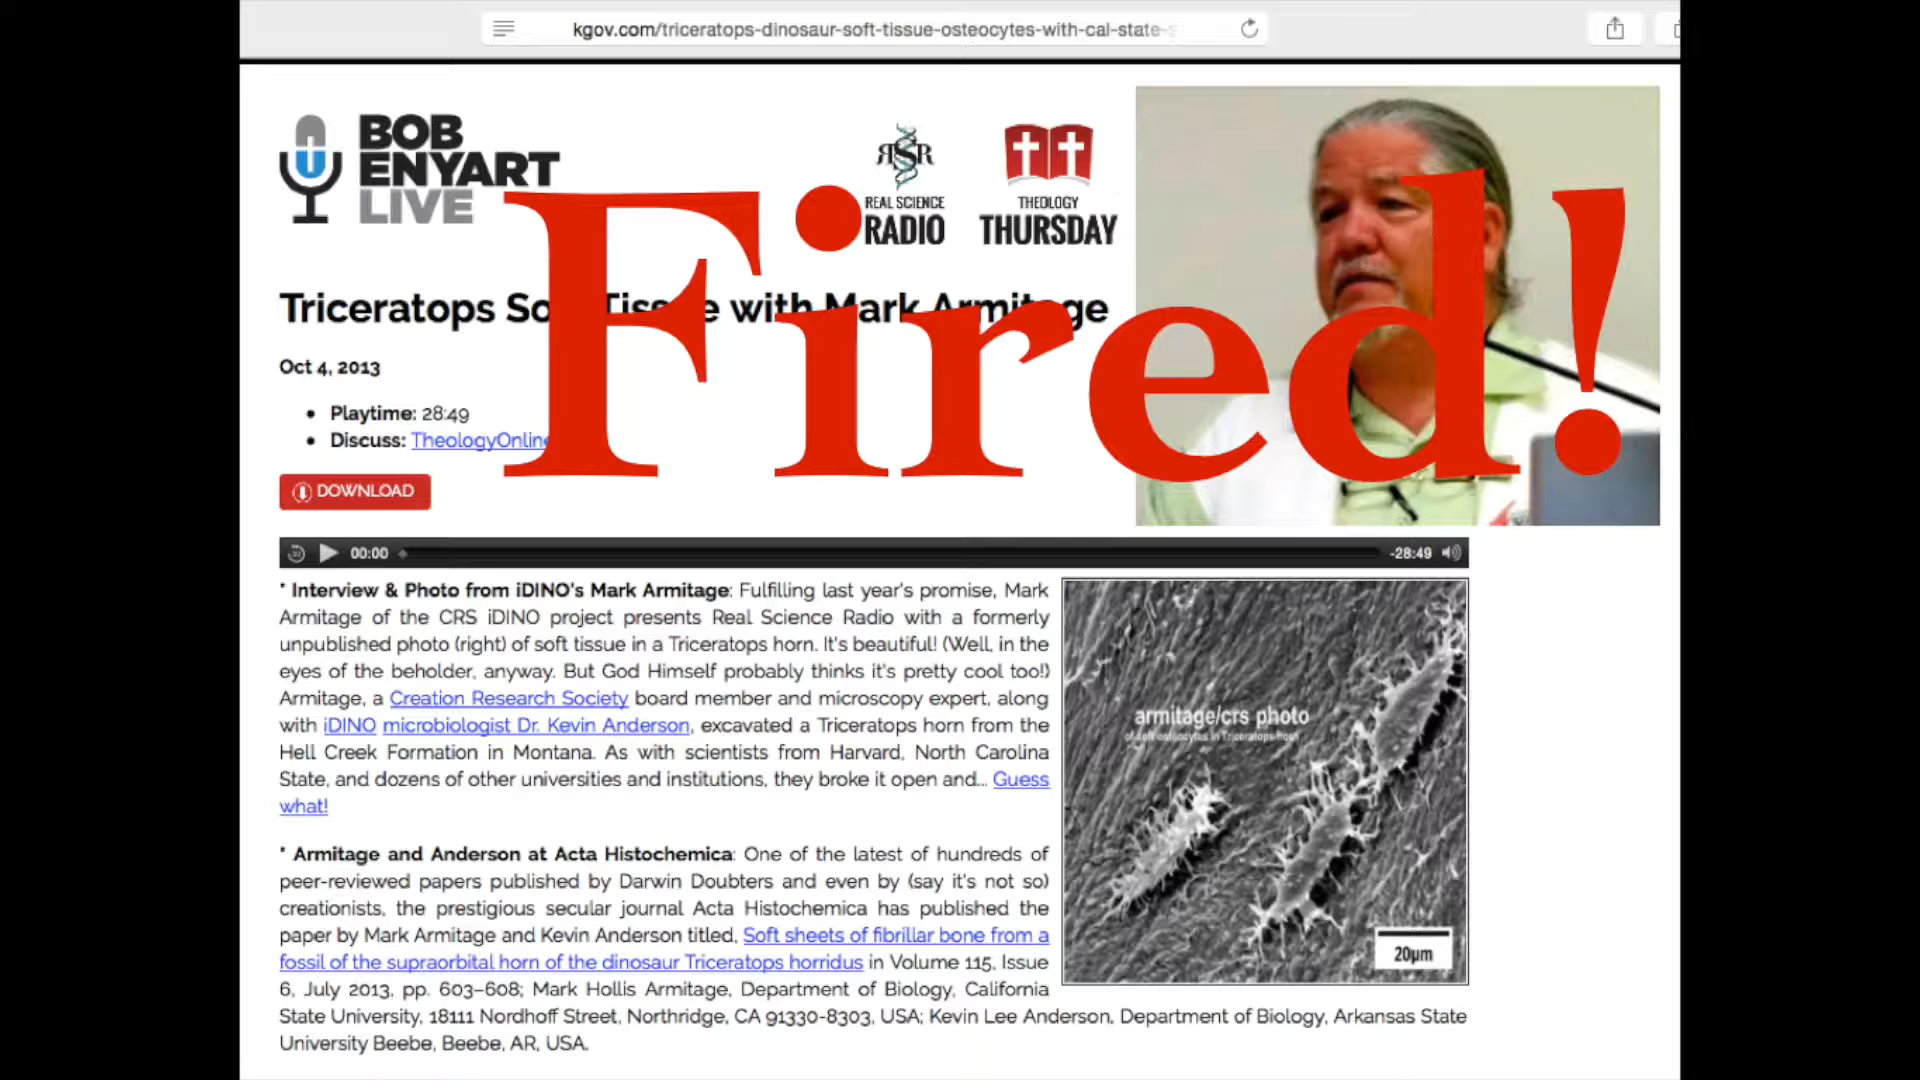 kgov.com/triceratops-dinosaur-soft-tissue-osteocytes-with-cal-state-
BOB
ENYART
LIVE
RSR
REAL SCIENCE
RADIO
THEOLOGY
THURSDAY
Fired!
Triceratops Soft Tissue with Mark Armitage
Oct 4, 2013
• Playtime: 28:49
• Discuss: TheologyOnline
DOWNLOAD
00:00
-28:49
* Interview & Photo from iDINO's Mark Armitage: Fulfilling last year's promise, Mark
Armitage of the CRS iDINO project presents Real Science Radio with a formerly
unpublished photo (right) of soft tissue in a Triceratops horn. It's beautiful! (Well, in the
eyes of the beholder, anyway. But God Himself probably thinks it's pretty cool too!)
Armitage, a Creation Research Society board member and microscopy expert, along
with iDINO microbiologist Dr. Kevin Anderson, excavated a Triceratops horn from the
Hell Creek Formation in Montana. As with scientists from Harvard, North Carolina
State, and dozens of other universities and institutions, they broke it open and... Guess
what!
armitage/crs photo
of soft osteocytes in Triceratops horn
20µm
* Armitage and Anderson at Acta Histochemica: One of the latest of hundreds of
peer-reviewed papers published by Darwin Doubters and even by (say it's not so)
creationists, the prestigious secular journal Acta Histochemica has published the
paper by Mark Armitage and Kevin Anderson titled, Soft sheets of fibrillar bone from a
fossil of the supraorbital horn of the dinosaur Triceratops horridus in Volume 115, Issue
6, July 2013, pp. 603–608; Mark Hollis Armitage, Department of Biology, California
State University, 18111 Nordhoff Street, Northridge, CA 91330-8303, USA; Kevin Lee Anderson, Department of Biology, Arkansas State
University Beebe, Beebe, AR, USA.